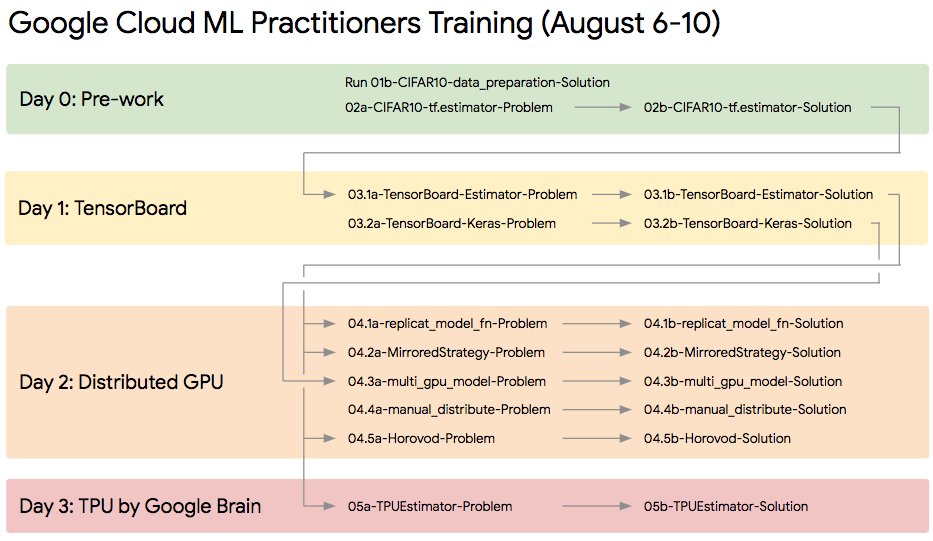 Google Cloud ML Practitioners Training (August 6-10)
Day 0: Pre-work
Run 01b-CIFAR10-data_preparation-Solution
02a-CIFAR10-tf.estimator-Problem
02b-CIFAR10-tf.estimator-Solution
Day 1: TensorBoard
03.1a-TensorBoard-Estimator-Problem
03.1b-TensorBoard-Estimator-Solution
03.2a-TensorBoard-Keras-Problem
03.2b-TensorBoard-Keras-Solution
Day 2: Distributed GPU
04.1a-replicat_model_fn-Problem
04.1b-replicat_model_fn-Solution
04.2a-MirroredStrategy-Problem
04.2b-MirroredStrategy-Solution
04.3a-multi_gpu_model-Problem
04.3b-multi_gpu_model-Solution
04.4a-manual_distribute-Problem
04.4b-manual_distribute-Solution
04.5a-Horovod-Problem
04.5b-Horovod-Solution
Day 3: TPU by Google Brain
05a-TPUEstimator-Problem
05b-TPUEstimator-Solution